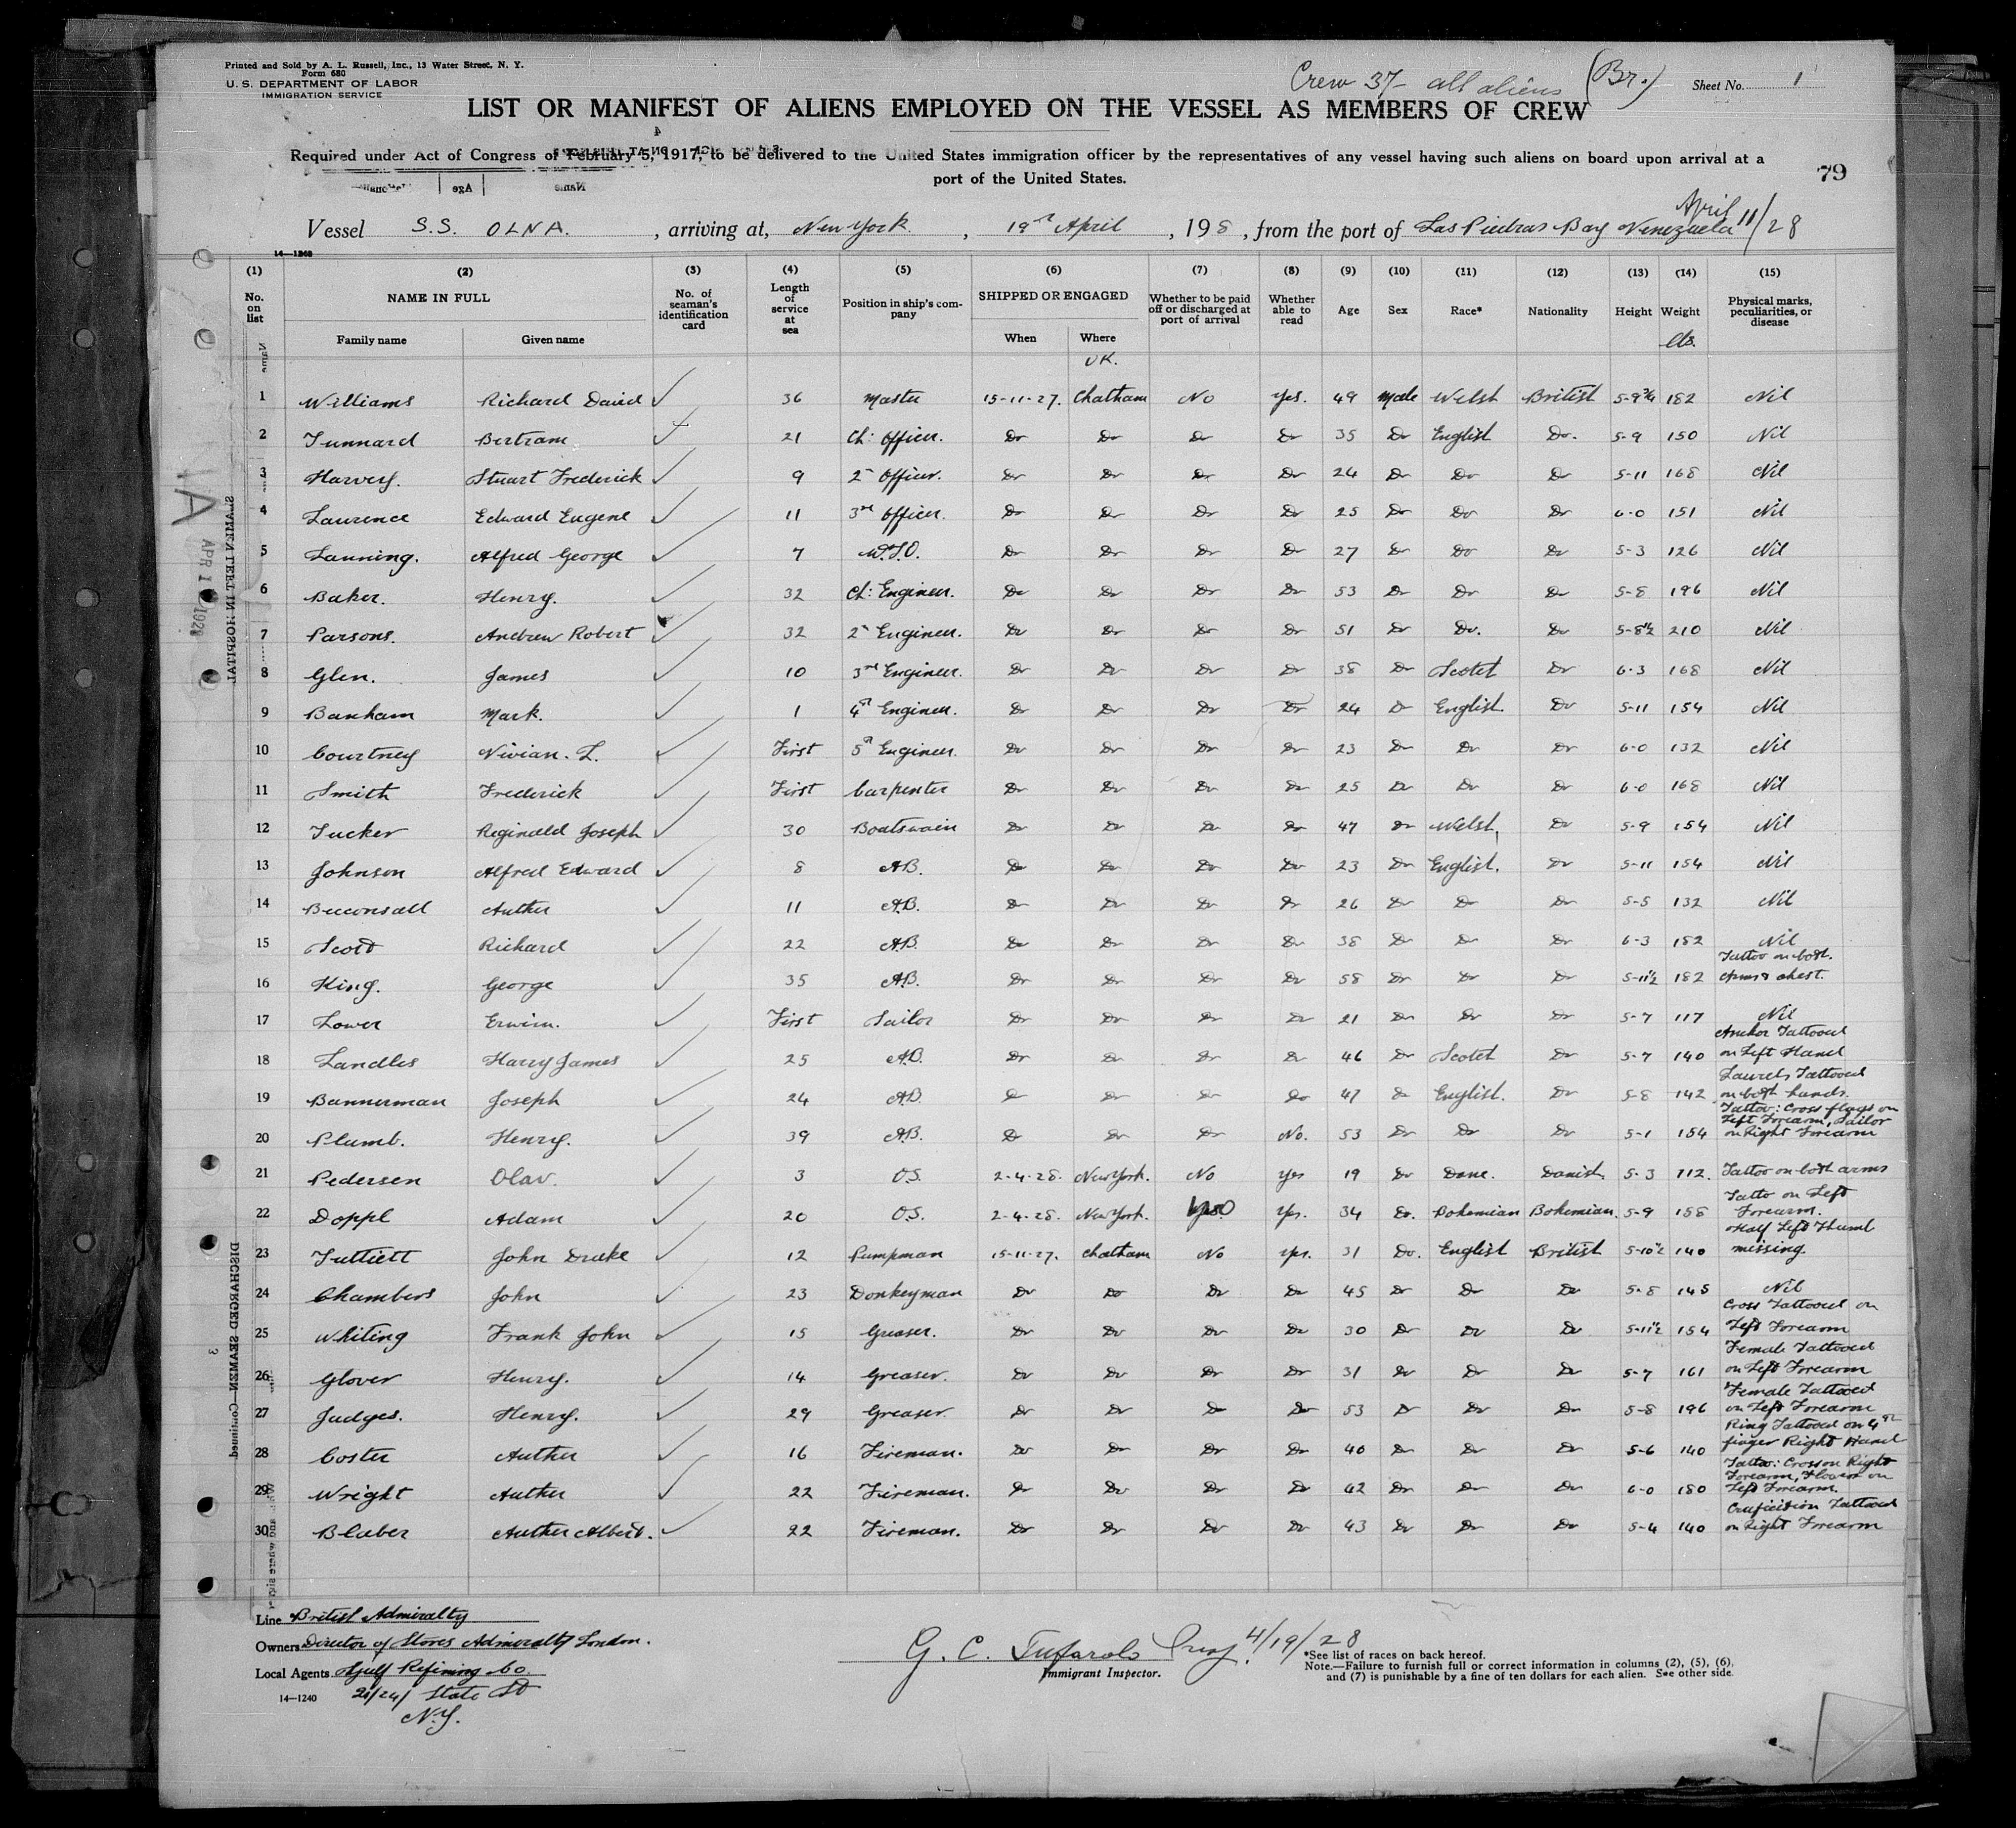 Printed and Sold by A. L. Russell, Inc., 13 Water Street, N. Y.
Form 680
U. S. DEPARTMENT OF LABOR
IMMIGRATION SERVICE
Crew 37 - all aliens (Br.)
Sheet No. 1
LIST OR MANIFEST OF ALIENS EMPLOYED ON THE VESSEL AS MEMBERS OF CREW
Required under Act of Congress of February 5, 1917, to be delivered to the United States immigration officer by the representatives of any vessel having such aliens on board upon arrival at a
port of the United States.
79
Vessel S.S. OLNA. , arriving at, New York. , 19th April , 198 , from the port of Las Piedras Bay Venezuela April 11/28
14—1240
(1) (2) (3) (4) (5) (6) (7) (8) (9) (10) (11) (12) (13) (14) (15)
No. on list NAME IN FULL No. of seaman's identification card Length of service at sea Position in ship's company SHIPPED OR ENGAGED Whether to be paid off or discharged at port of arrival Whether able to read Age Sex Race* Nationality Height Weight Physical marks, peculiarities, or disease
Family name Given name When Where lbs.
U.K.
1 Williams Richard David 36 Master 15-11-27. Chatham No Yes. 49 Male Welsh British 5-9¾ 182 Nil
2 Tunnard Bertram 21 Ch: Officer. Do Do Do Do 35 Do English Do. 5-9 150 Nil
3 Harvey. Stuart Frederick 9 2nd Officer. Do Do Do Do 24 Do Do Do 5-11 168 Nil
4 Laurence Edward Eugene 11 3rd Officer. Do Do Do Do 25 Do Do Do 6-0 151 Nil
5 Lanning. Alfred George 7 W.T.O. Do Do Do Do 27 Do Do Do 5-3 126 Nil
6 Baker. Henry. 32 Ch: Engineer. Do Do Do Do 53 Do Do Do 5-8 196 Nil
7 Parsons. Andrew Robert 32 2nd Engineer. Do Do Do Do 51 Do Do. Do 5-8½ 210 Nil
8 Glen. James 10 3rd Engineer. Do Do Do Do 38 Do Scotch Do 6-3 168 Nil
9 Banham Mark. 1 4th Engineer. Do Do Do Do 24 Do English. Do 5-11 154 Nil
10 Courtney Vivian. L. First 5th Engineer. Do Do Do Do 23 Do Do Do 6-0 132 Nil
11 Smith Frederick First Carpenter Do Do Do Do 25 Do Do Do 6-0 168 Nil
12 Tucker Reginald Joseph 30 Boatswain Do Do Do Do 47 Do Welsh Do 5-9 154 Nil
13 Johnson Alfred Edward 8 A.B. Do Do Do Do 23 Do English. Do 5-11 154 Nil
14 Becconsall Auther 11 A.B. Do Do Do Do 26 Do Do Do 5-5 132 Nil
15 Scott Richard 22 A.B. Do Do Do Do 38 Do Do Do 6-3 182 Nil
16 King. George 35 A.B. Do Do Do Do 58 Do Do Do 5-11½ 182 Tattoo on both Arms & chest.
17 Lower Erwin. First Sailor Do Do Do Do 21 Do Do Do 5-7 117 Nil
18 Landles Harry James 25 A.B. Do Do Do Do 46 Do Scotch Do 5-7 140 Anchor Tattooed on Left Hand
19 Bannerman Joseph 24 A.B. Do Do Do Do 47 Do English. Do 5-8 142 Laurels Tattooed on both hands.
20 Plumb. Henry. 39 A.B. Do Do Do No. 53 Do Do Do 5-1 154 Tattoo: Cross flags on Left Forearm, Sailor on Right Forearm
21 Pedersen Olav. 3 O.S. 2-4-28. New York. No Yes 19 Do Dane. Danish 5-3 112. Tattoo on both arms
22 Doppl Adam 20 O.S. 2-4-28. New York. No Yes. 34 Do. Bohemian Bohemian. 5-9 158 Tatto on Left Forearm.
23 Tuttiett John Drake 12 Pumpman 15-11-27. Chatham No Yes. 31 Do. English British 5-10½ 140 Half Left Thumb missing.
24 Chambers John 23 Donkeyman Do Do Do Do 45 Do Do Do 5-8 145 Nil
25 Whiting Frank John 15 Greaser. Do Do Do Do 30 Do Do Do 5-11½ 154 Cross Tattooed on Left Forearm
26 Glover Henry. 14 Greaser. Do Do Do Do 31 Do Do Do 5-7 161 Female Tattooed on Left Forearm
27 Judges. Henry. 29 Greaser Do Do Do Do 53 Do Do Do 5-8 196 Female Tattooed on Left Forearm
28 Coster Auther 16 Fireman. Do Do Do Do 40 Do Do Do 5-6 140 Ring Tattooed on 4th finger Right Hand
29 Wright Auther 22 Fireman. Do Do Do Do 42 Do Do Do 6-0 180 Tattoo: Cross on Right Forearm, Flower on Left Forearm.
30 Auther Albert. 22 Fireman. Do Do Do Do 43 Do Do Do 5-4 140 Tattooed on Right Forearm
STAMEN LEFT IN HOSPITAL
APR 1 1928
DISCHARGED SEAMEN—Continued
Line British Admiralty
Owners Director of Stores Admiralty London.
Local Agents Gulf Refining Co.
14—1240 21/24/ State St
N.Y.
G. C. 4/19/28
Immigrant Inspector.
*See list of races on back hereof.
Note.—Failure to furnish full or correct information in columns (2), (5), (6),
and (7) is punishable by a fine of ten dollars for each alien. See other side.